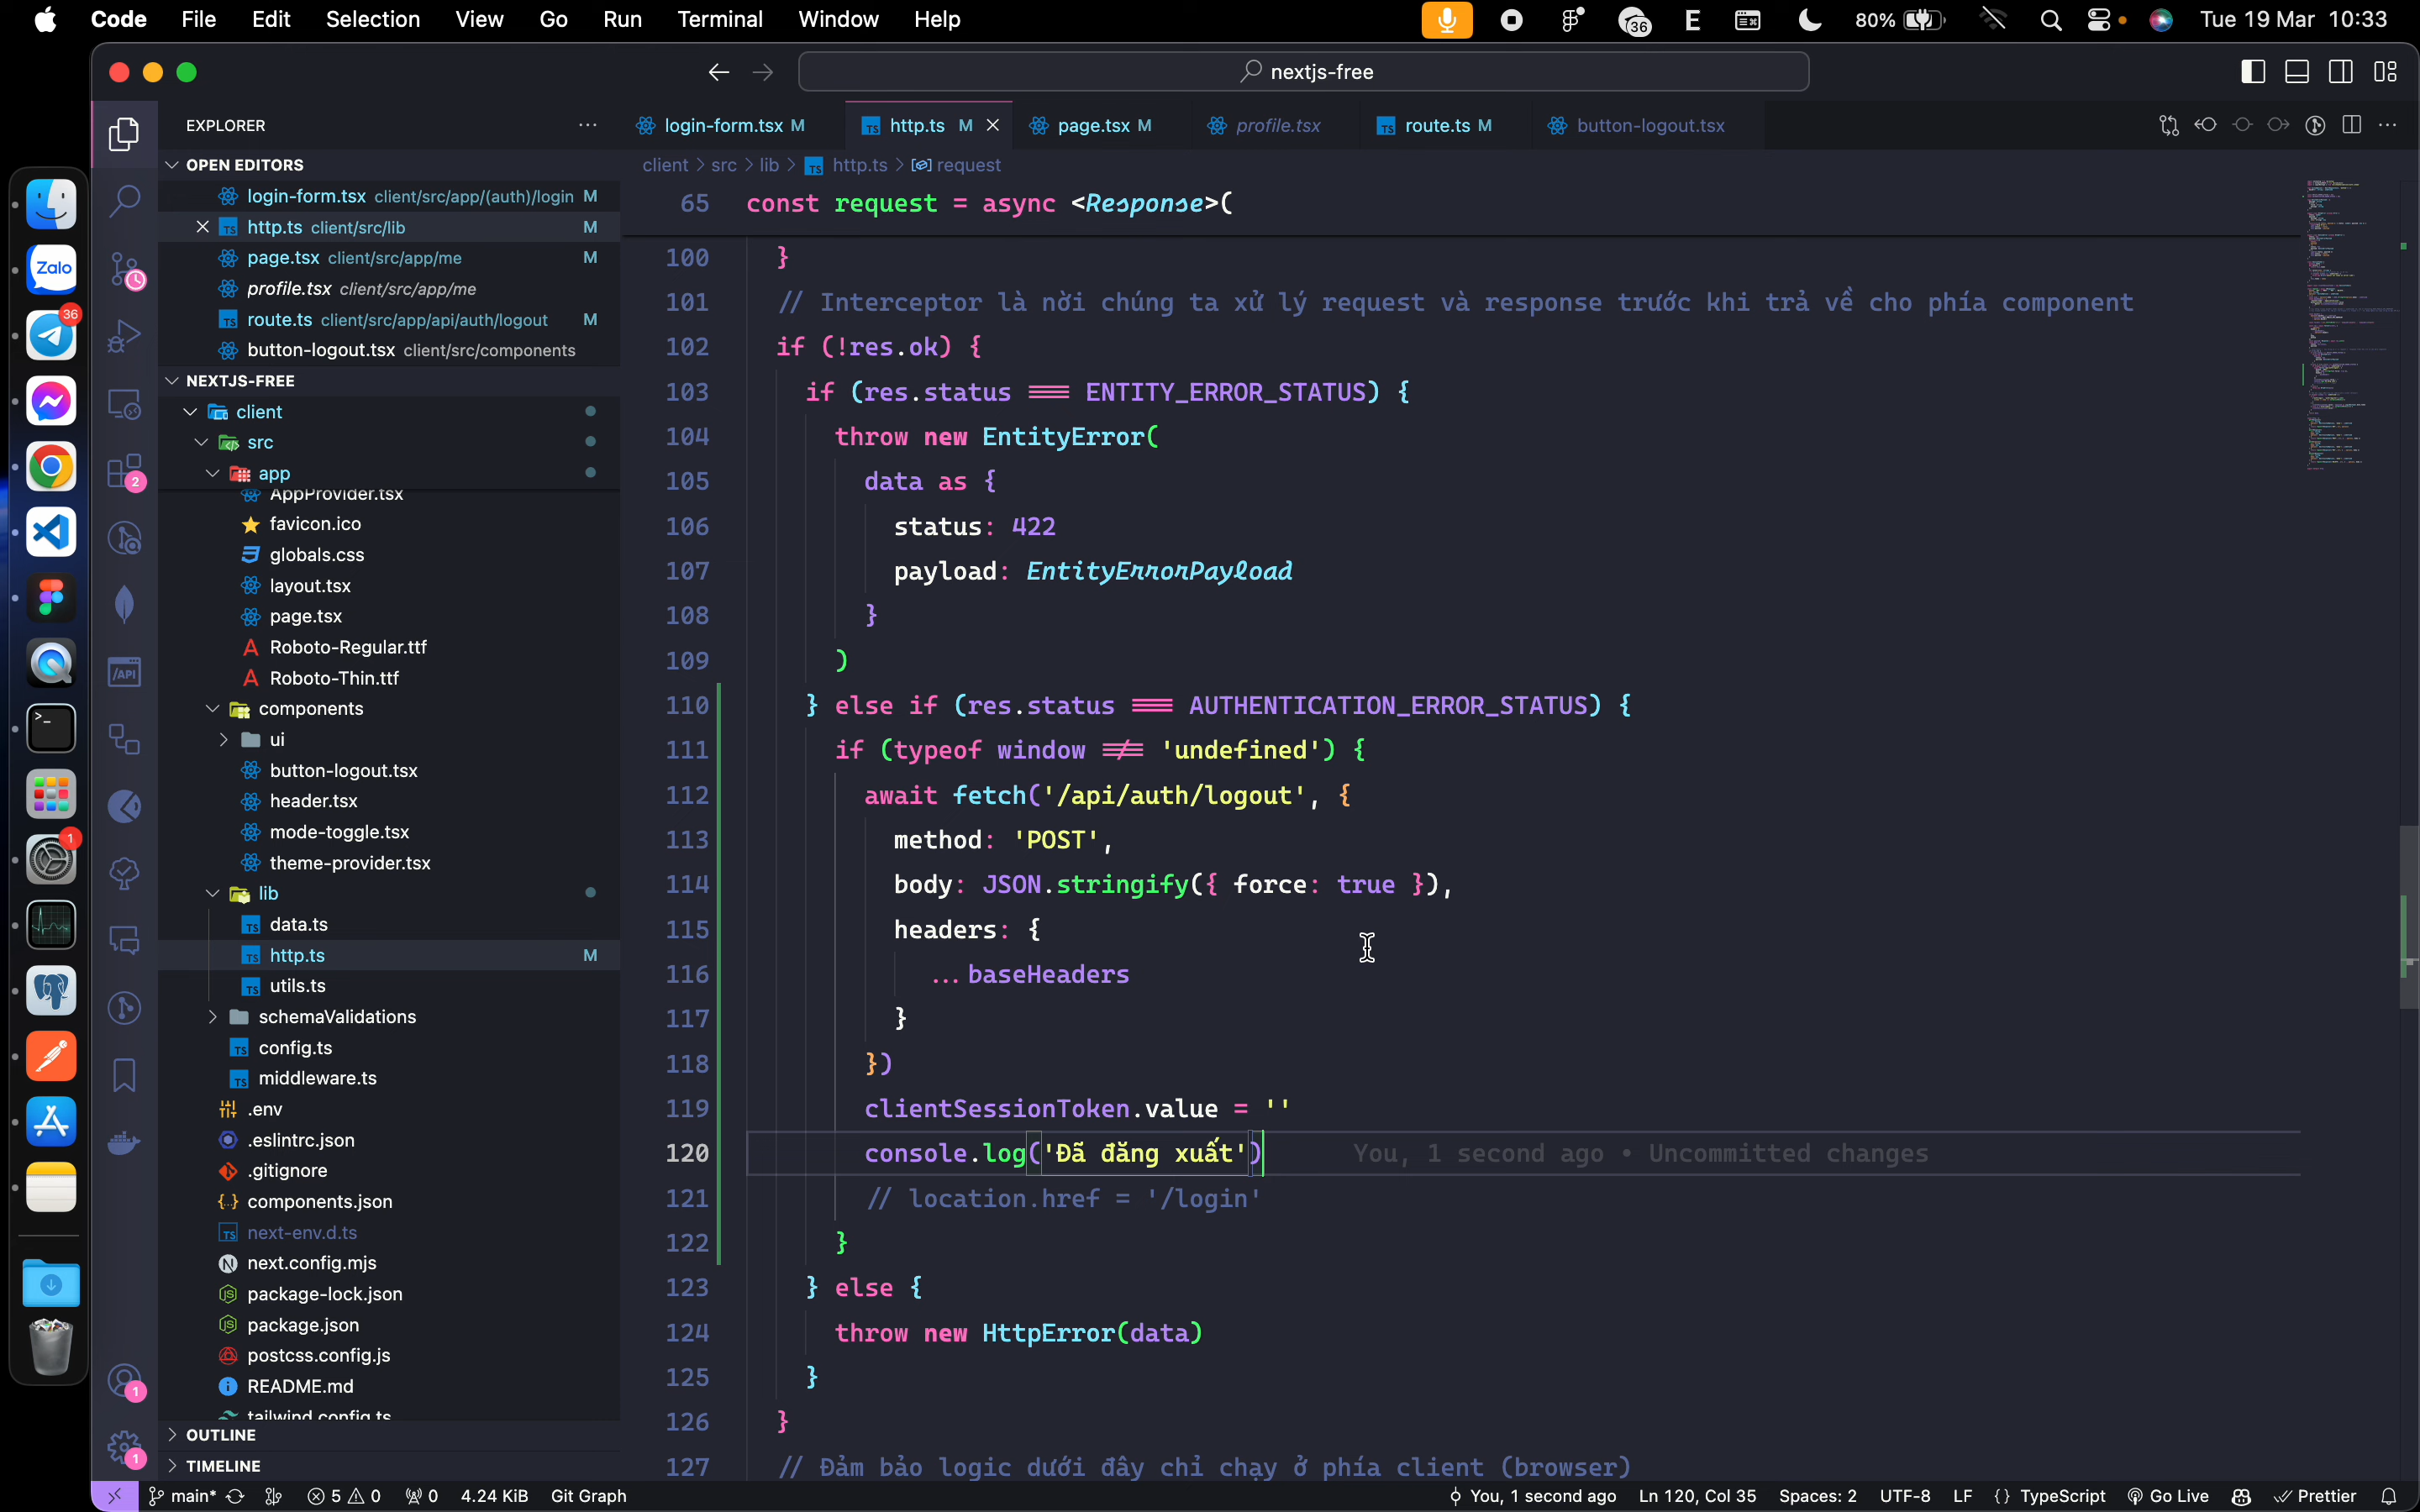 Code File Edit Selection View Go Run Terminal Window Help
36
E
80%
Tue 19 Mar 10:33
nextjs-free
EXPLORER
login-form.tsx M
http.ts M
page.tsx M
profile.tsx
route.ts M
button-logout.tsx
OPEN EDITORS
login-form.tsx client/src/app/(auth)/login M
http.ts client/src/lib M
page.tsx client/src/app/me M
profile.tsx client/src/app/me
route.ts client/src/app/api/auth/logout M
button-logout.tsx client/src/components
NEXTJS-FREE
client
src
app
AppProvider.tsx
favicon.ico
globals.css
layout.tsx
page.tsx
Roboto-Regular.ttf
Roboto-Thin.ttf
components
ui
button-logout.tsx
header.tsx
mode-toggle.tsx
theme-provider.tsx
lib
data.ts
http.ts M
utils.ts
schemaValidations
config.ts
middleware.ts
.env
.eslintrc.json
.gitignore
components.json
next-env.d.ts
next.config.mjs
package-lock.json
package.json
postcss.config.js
README.md
tailwind.config.ts
OUTLINE
TIMELINE
Zalo
36
1
2
/API
1
1
client > src > lib > TS http.ts > request
65 const request = async <Response>(
100 }
101 // Interceptor là nời chúng ta xử lý request và response trước khi trả về cho phía component
102 if (!res.ok) {
103 if (res.status === ENTITY_ERROR_STATUS) {
104 throw new EntityError(
105 data as {
106 status: 422
107 payload: EntityErrorPayload
108 }
109 )
110 } else if (res.status === AUTHENTICATION_ERROR_STATUS) {
111 if (typeof window !== 'undefined') {
112 await fetch('/api/auth/logout', {
113 method: 'POST',
114 body: JSON.stringify({ force: true }),
115 headers: {
116 ...baseHeaders
117 }
118 })
119 clientSessionToken.value = ''
120 console.log('Đã đăng xuất') You, 1 second ago • Uncommitted changes
121 // location.href = '/login'
122 }
123 } else {
124 throw new HttpError(data)
125 }
126 }
127 // Đảm bảo logic dưới đây chỉ chạy ở phía client (browser)
main* 5 0 0 4.24 KiB Git Graph
You, 1 second ago Ln 120, Col 35 Spaces: 2 UTF-8 LF {} TypeScript Go Live Prettier